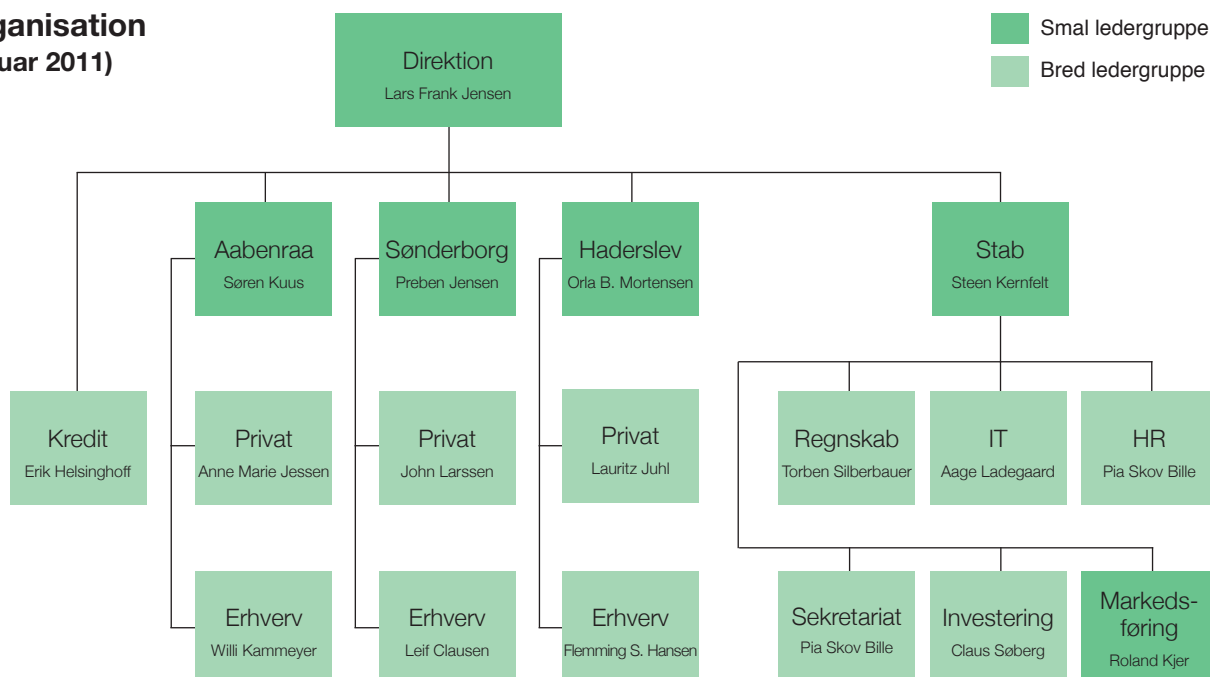 ganisation
uar 2011)
Smal ledergruppe
Bred ledergruppe
Direktion
Lars Frank Jensen
Aabenraa
Søren Kuus
Sønderborg
Preben Jensen
Haderslev
Orla B. Mortensen
Stab
Steen Kernfelt
Kredit
Erik Helsinghoff
Privat
Anne Marie Jessen
Privat
John Larssen
Privat
Lauritz Juhl
Regnskab
Torben Silberbauer
IT
Aage Ladegaard
HR
Pia Skov Bille
Erhverv
Willi Kammeyer
Erhverv
Leif Clausen
Erhverv
Flemming S. Hansen
Sekretariat
Pia Skov Bille
Investering
Claus Søberg
Markeds-
føring
Roland Kjer